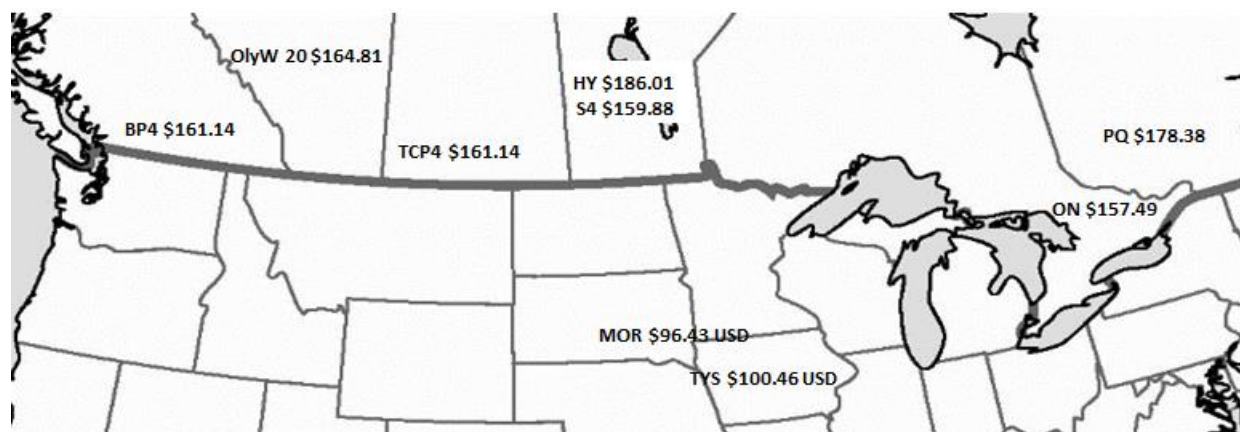 OlyW 20 $164.81
HY $186.01
S4 $159.88
BP4 $161.14
PQ $178.38
TCP4 $161.14
ON $157.49
MOR $96.43 USD
TYS $100.46 USD